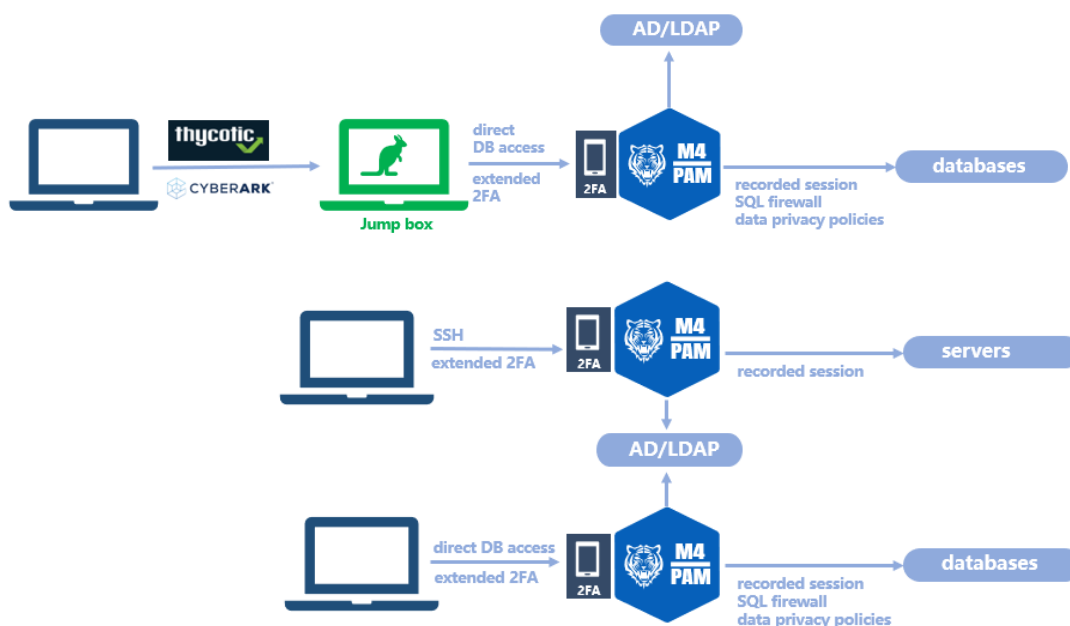 AD/LDAP
thycotic
CYBERARK
direct
DB access
extended
2FA
2FA
M4
PAM
databases
recorded session
SQL firewall
data privacy policies
Jump box
SSH
extended 2FA
2FA
M4
PAM
servers
recorded session
AD/LDAP
direct DB access
extended 2FA
2FA
M4
PAM
databases
recorded session
SQL firewall
data privacy policies